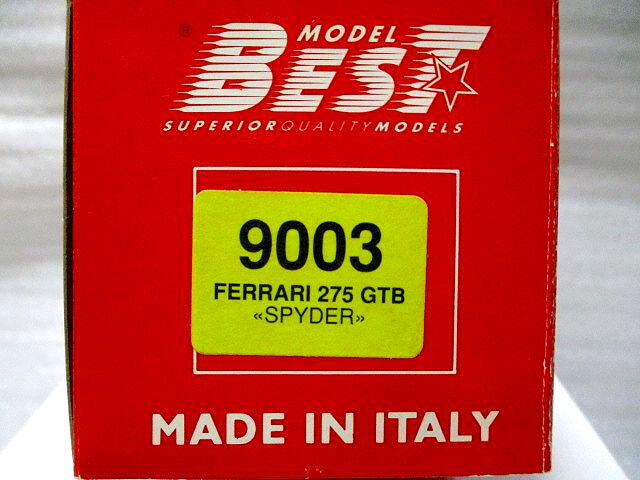 MODEL
®
BEST
SUPERIORQUALITYMODELS
9003
FERRARI 275 GTB
«SPYDER»
MADE IN ITALY